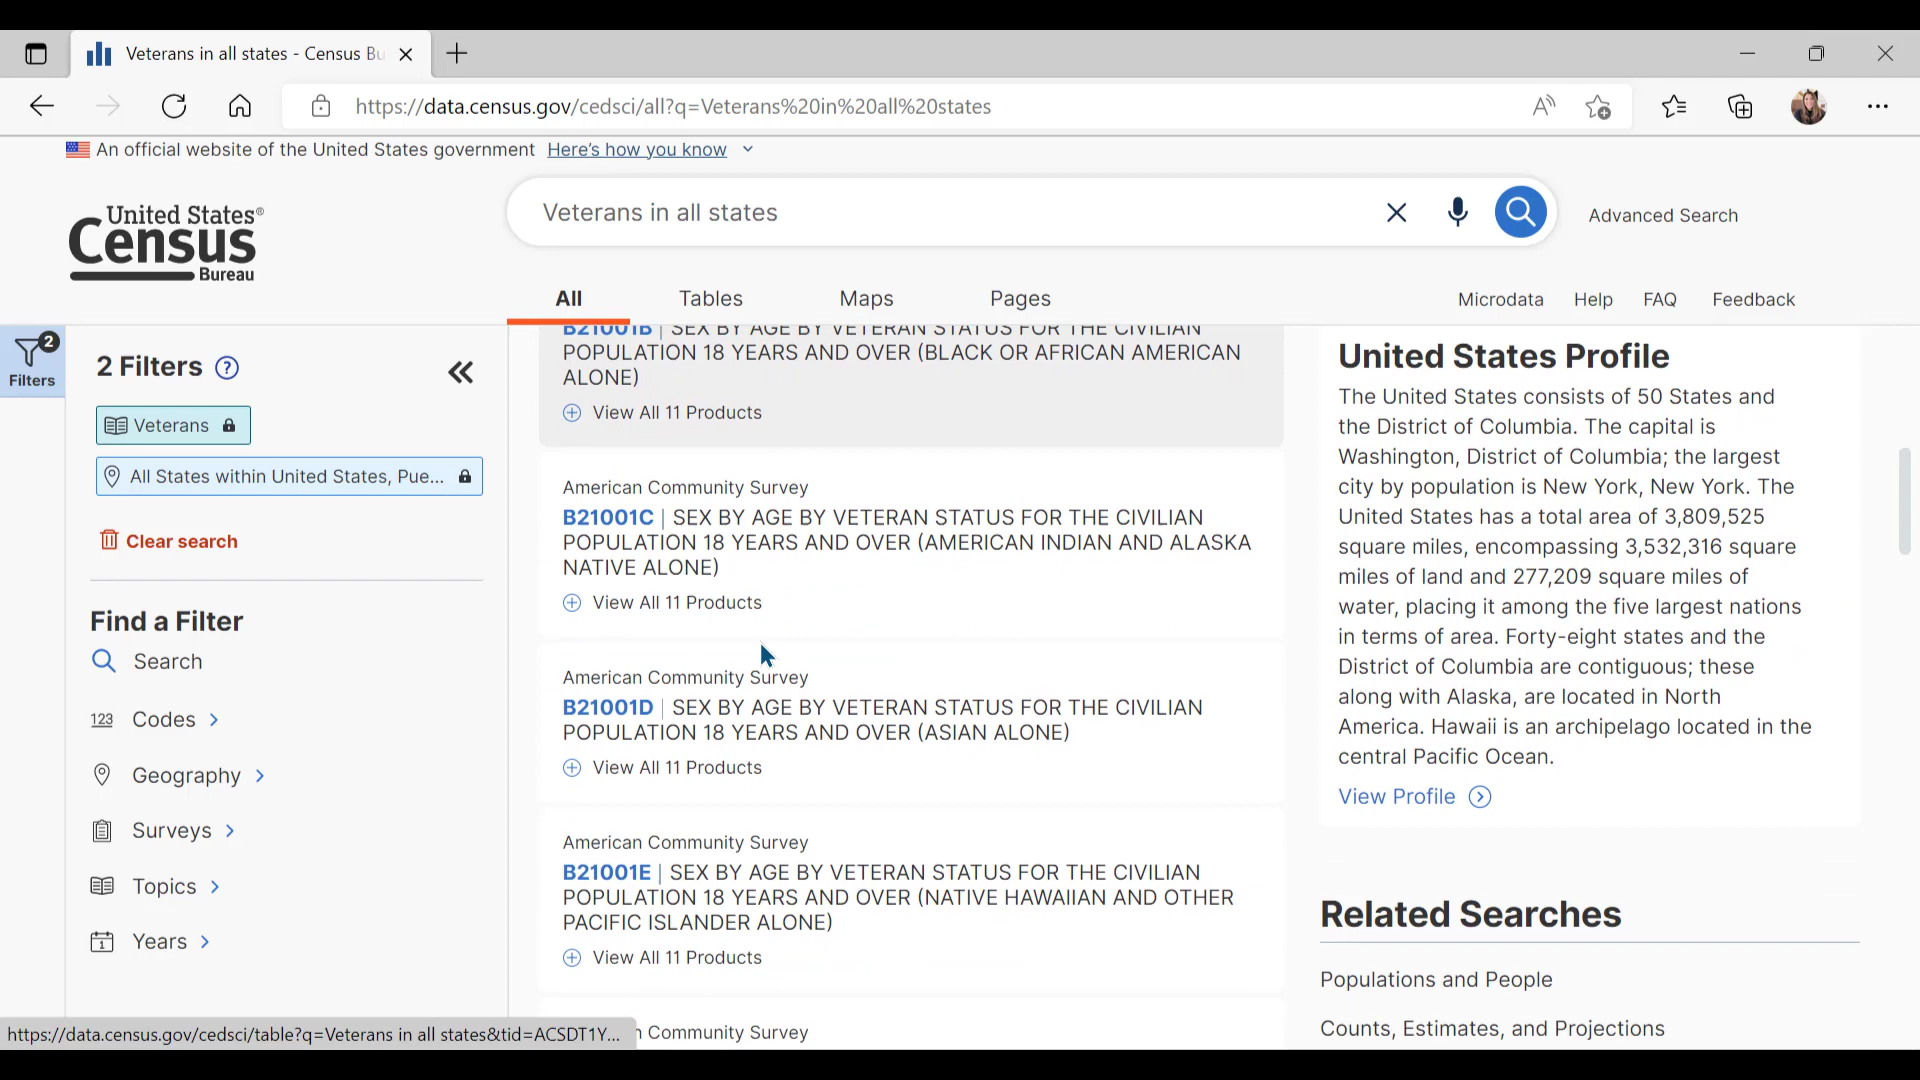 Veterans in all states - Census Bu
https://data.census.gov/cedsci/all?q=Veterans%20in%20all%20states
An official website of the United States government Here's how you know
United States®
Census
Bureau
Veterans in all states
Advanced Search
All
Tables
Maps
Pages
Microdata
Help
FAQ
Feedback
2
Filters
2 Filters ?
Veterans
All States within United States, Pue...
Clear search
Find a Filter
Search
123 Codes
Geography
Surveys
Topics
1 Years
B21001B | SEX BY AGE BY VETERAN STATUS FOR THE CIVILIAN
POPULATION 18 YEARS AND OVER (BLACK OR AFRICAN AMERICAN
ALONE)
View All 11 Products
American Community Survey
B21001C | SEX BY AGE BY VETERAN STATUS FOR THE CIVILIAN
POPULATION 18 YEARS AND OVER (AMERICAN INDIAN AND ALASKA
NATIVE ALONE)
View All 11 Products
American Community Survey
B21001D | SEX BY AGE BY VETERAN STATUS FOR THE CIVILIAN
POPULATION 18 YEARS AND OVER (ASIAN ALONE)
View All 11 Products
American Community Survey
B21001E | SEX BY AGE BY VETERAN STATUS FOR THE CIVILIAN
POPULATION 18 YEARS AND OVER (NATIVE HAWAIIAN AND OTHER
PACIFIC ISLANDER ALONE)
View All 11 Products
n Community Survey
United States Profile
The United States consists of 50 States and
the District of Columbia. The capital is
Washington, District of Columbia; the largest
city by population is New York, New York. The
United States has a total area of 3,809,525
square miles, encompassing 3,532,316 square
miles of land and 277,209 square miles of
water, placing it among the five largest nations
in terms of area. Forty-eight states and the
District of Columbia are contiguous; these
along with Alaska, are located in North
America. Hawaii is an archipelago located in the
central Pacific Ocean.
View Profile
Related Searches
Populations and People
Counts, Estimates, and Projections
https://data.census.gov/cedsci/table?q=Veterans in all states&tid=ACSDT1Y...